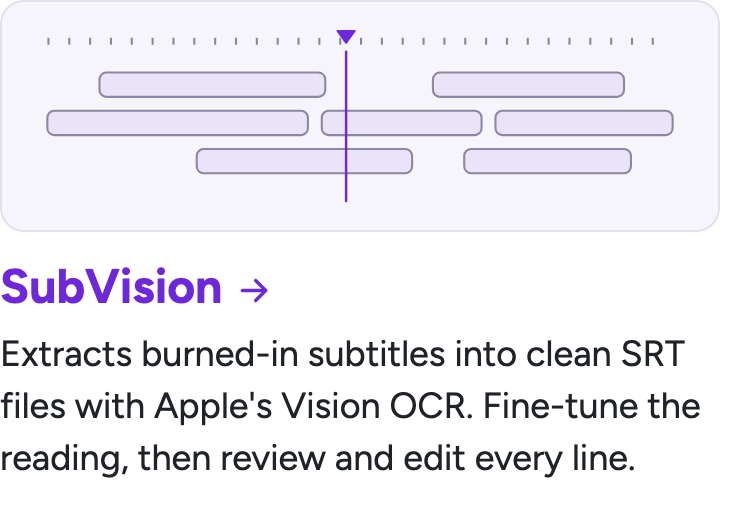 SubVision →
Extracts burned-in subtitles into clean SRT
files with Apple's Vision OCR. Fine-tune the
reading, then review and edit every line.